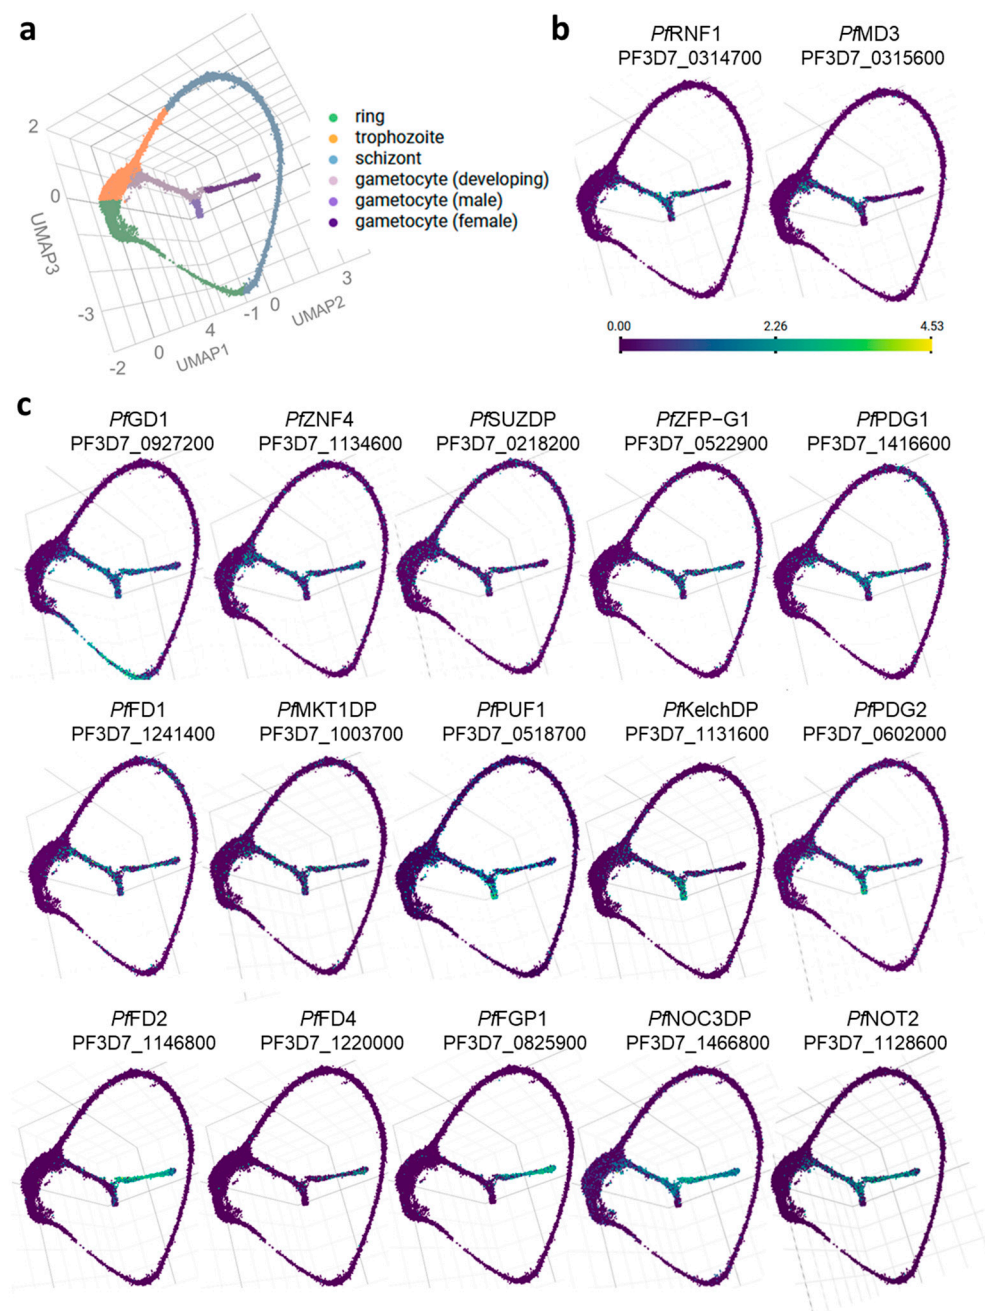 a
2
0
-3
UMAP3
-2
0
4
UMAP1
-1
0
3
UMAP2
ring
trophozoite
schizont
gametocyte (developing)
gametocyte (male)
gametocyte (female)
b
PfRNF1
PF3D7_0314700
PfMD3
PF3D7_0315600
0.00 2.26 4.53
c
PfGD1
PF3D7_0927200
PfZNF4
PF3D7_1134600
PfSUZDP
PF3D7_0218200
PfZFP-G1
PF3D7_0522900
PfPDG1
PF3D7_1416600
PfFD1
PF3D7_1241400
PfMKT1DP
PF3D7_1003700
PfPUF1
PF3D7_0518700
PfKelchDP
PF3D7_1131600
PfPDG2
PF3D7_0602000
PfFD2
PF3D7_1146800
PfFD4
PF3D7_1220000
PfFGP1
PF3D7_0825900
PfNOC3DP
PF3D7_1466800
PfNOT2
PF3D7_1128600